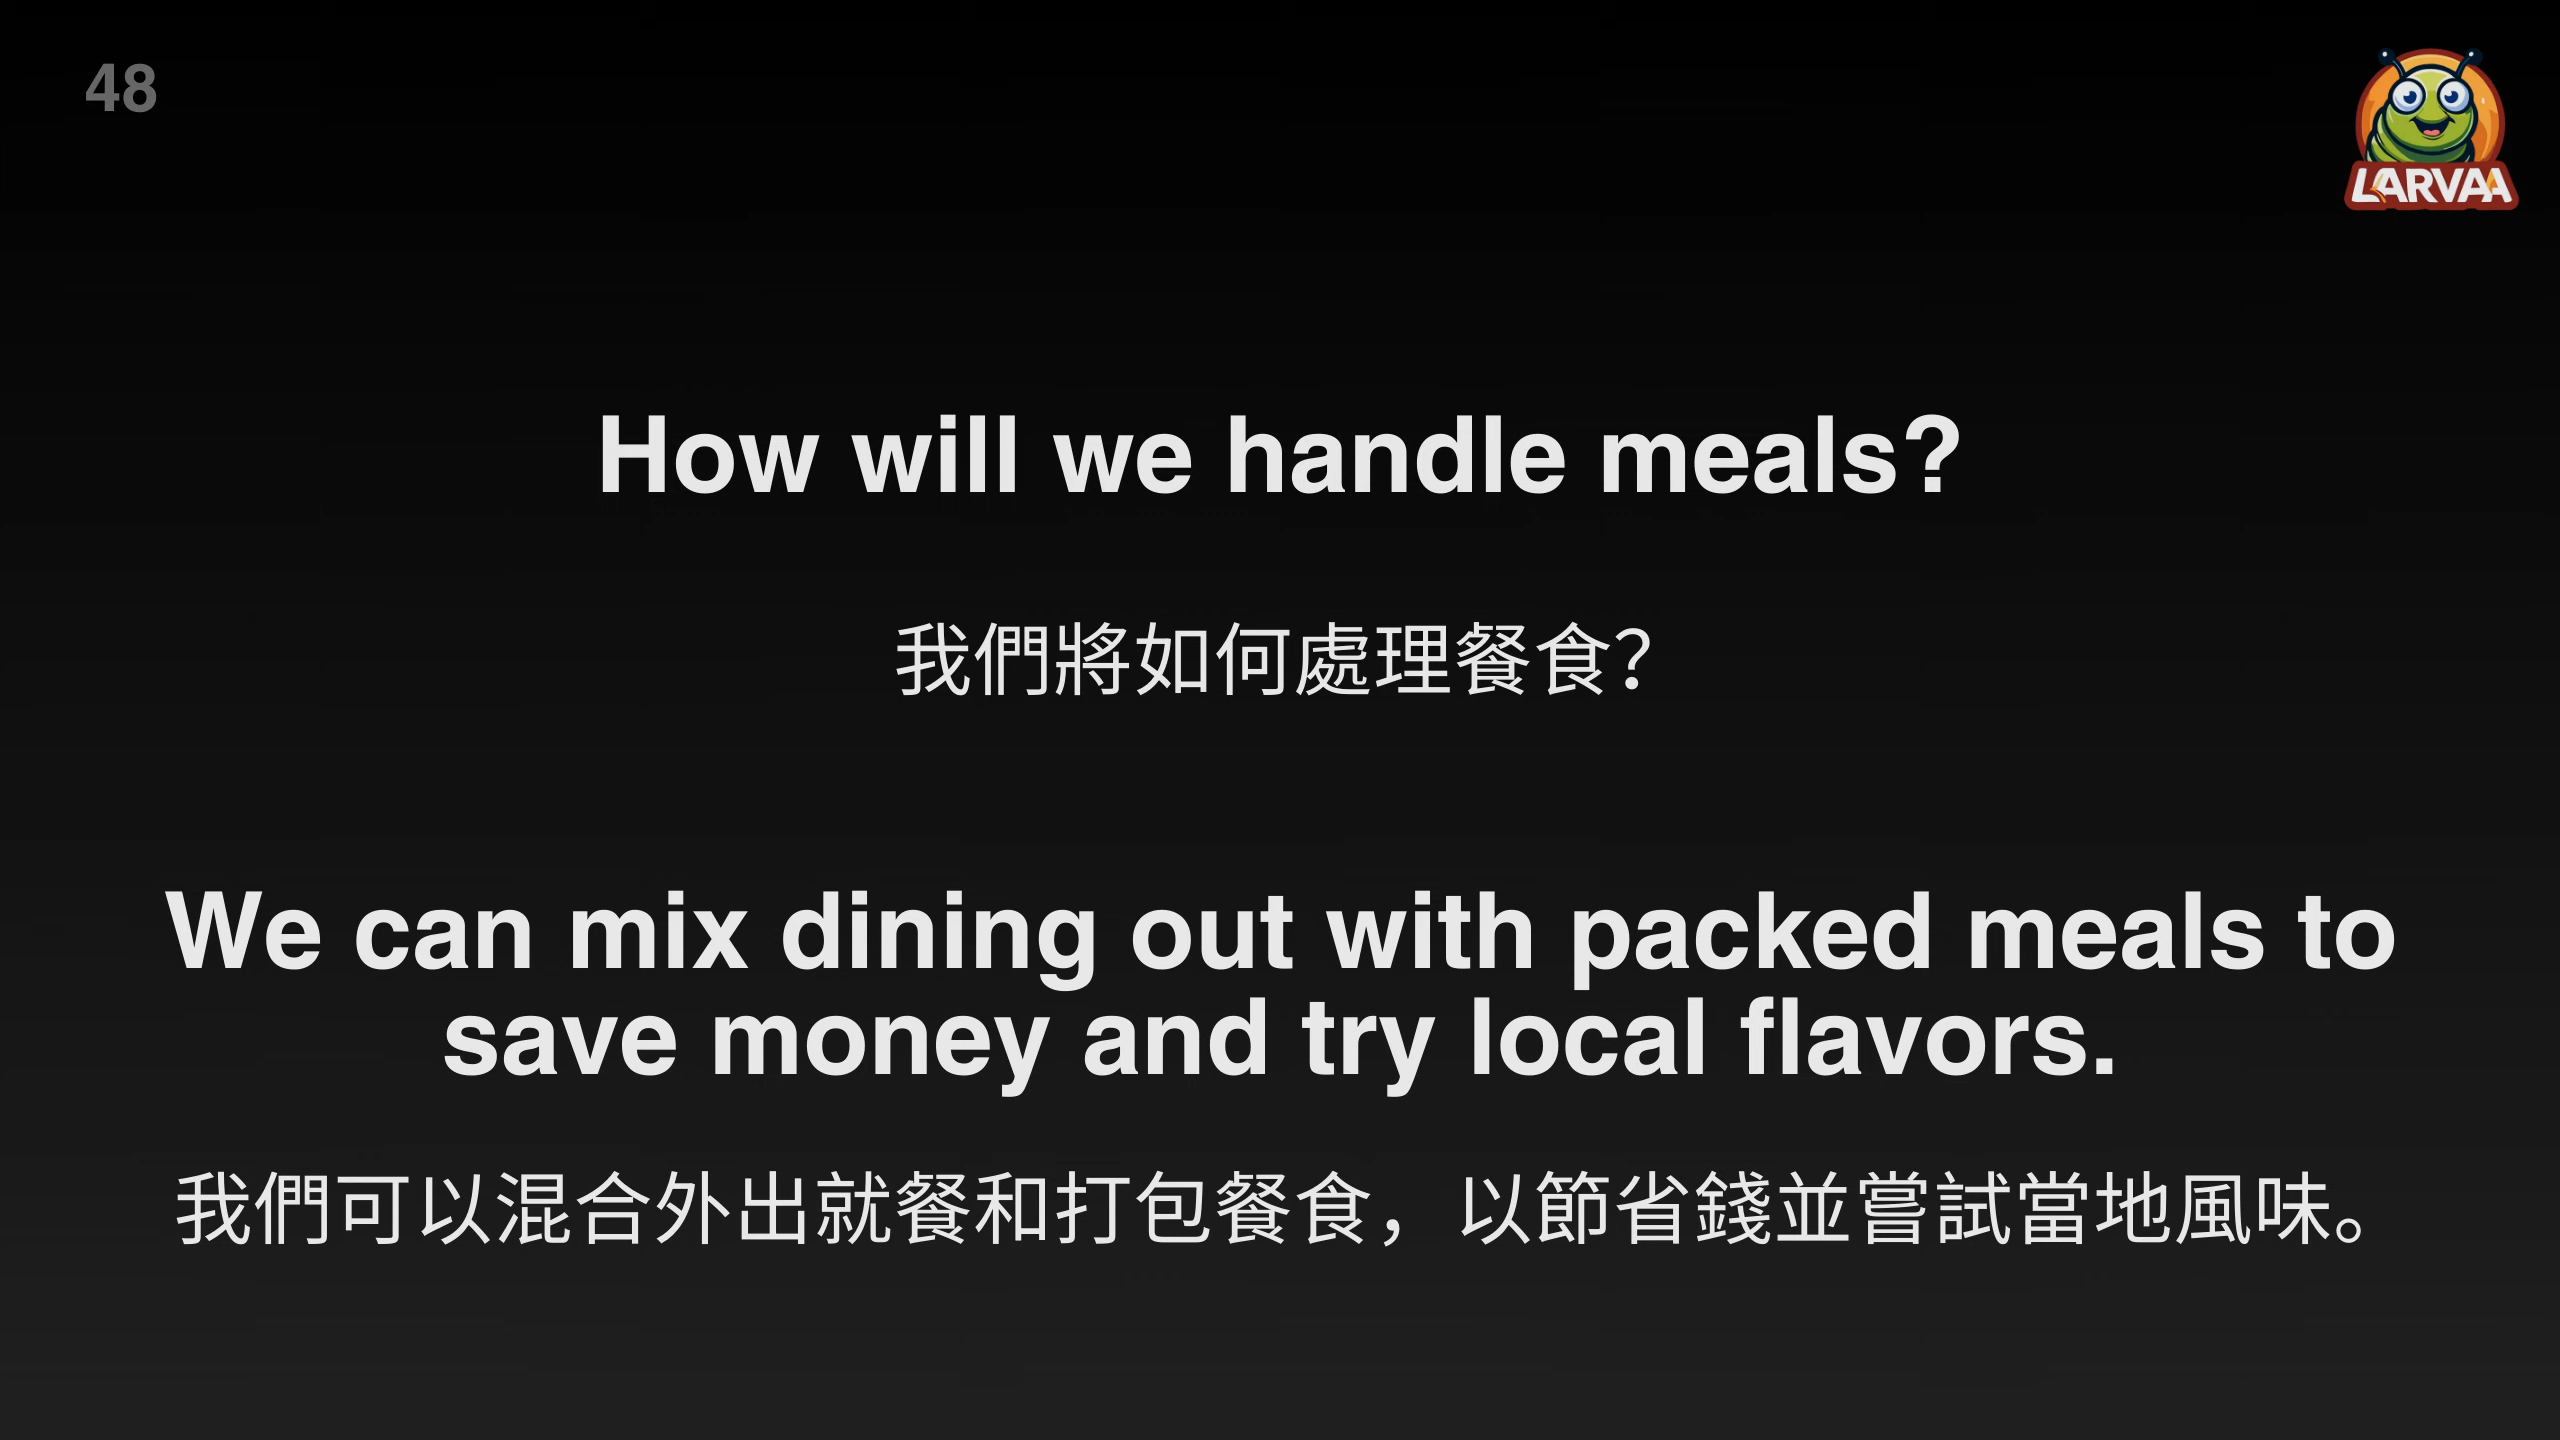 48
LARVAA
How will we handle meals?
我們將如何處理餐食？
We can mix dining out with packed meals to
save money and try local flavors.
我們可以混合外出就餐和打包餐食，以節省錢並嘗試當地風味。